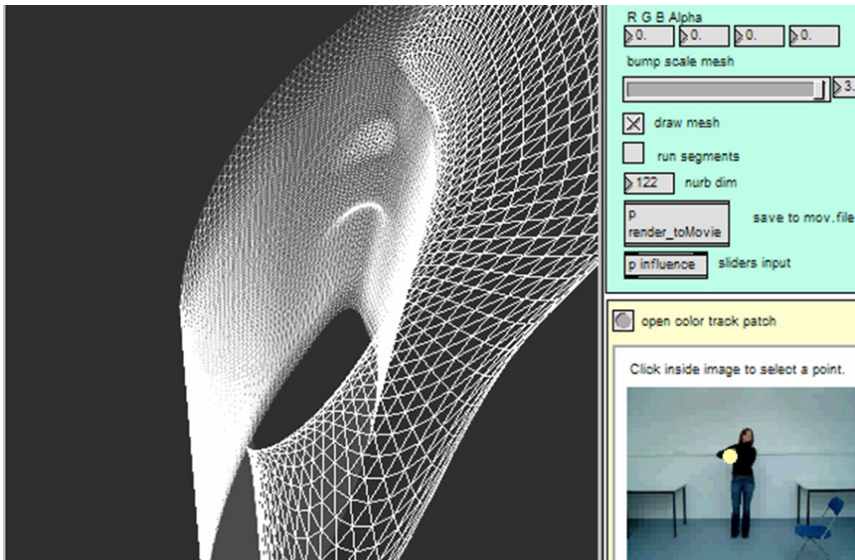 R G B Alpha
0. 0. 0. 0.
bump scale mesh
3.
draw mesh
run segments
122 nurb dim
p
render_toMovie
save to mov.file
p influence sliders input
open color track patch
Click inside image to select a point.